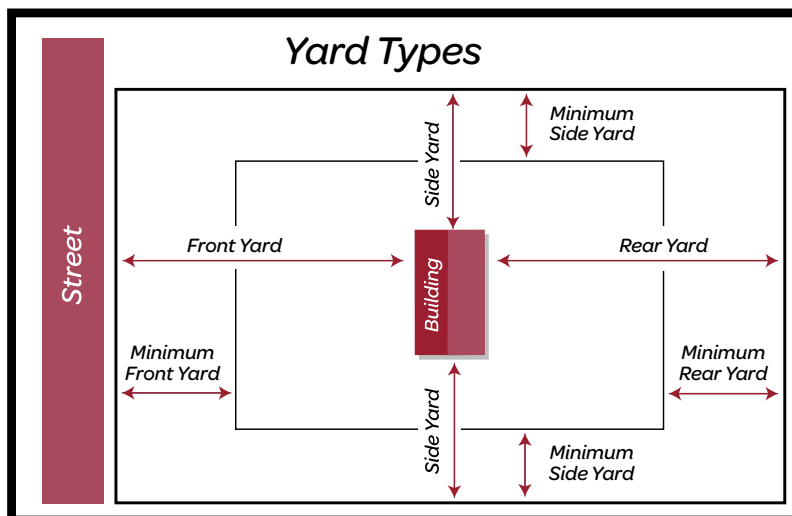 Yard Types
Street
Side Yard
Minimum
Side Yard
Front Yard
Building
Rear Yard
Minimum
Front Yard
Minimum
Rear Yard
Side Yard
Minimum
Side Yard